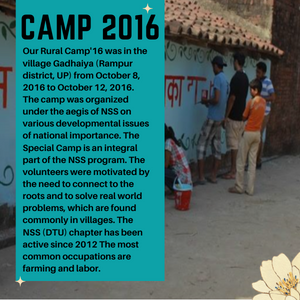 CAMP 2016
Our Rural Camp'16 was in the
village Gadhaiya (Rampur
district, UP) from October 8,
2016 to October 12, 2016.
The camp was organized
under the aegis of NSS on
various developmental issues
of national importance. The
Special Camp is an integral
part of the NSS program. The
volunteers were motivated by
the need to connect to the
roots and to solve real world
problems, which are found
commonly in villages. The
NSS (DTU) chapter has been
active since 2012 The most
common occupations are
farming and labor.
का